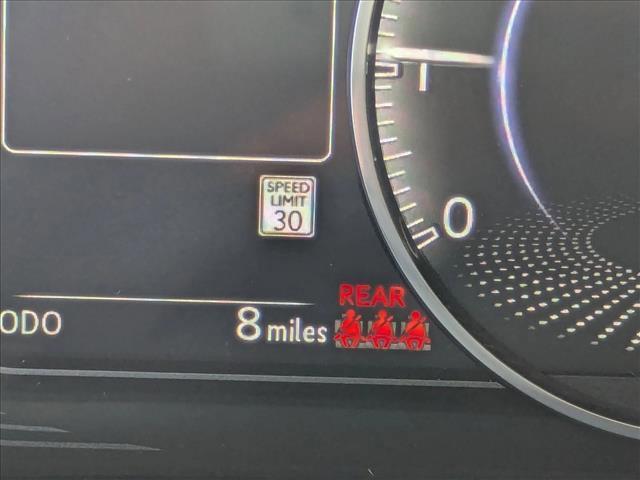 1
SPEED
LIMIT
30
0
REAR
ODO 8 miles